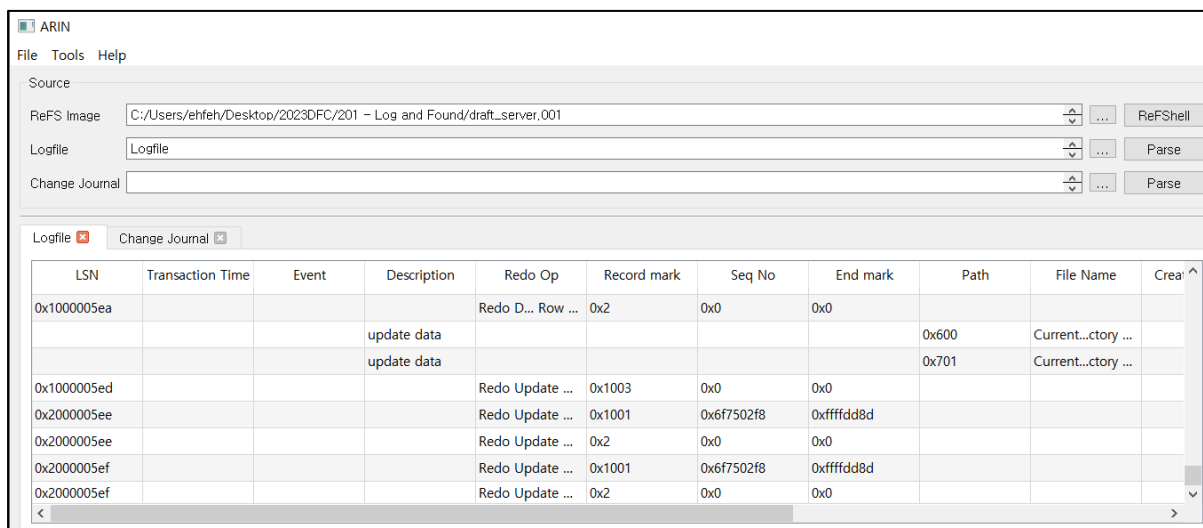 ARIN
File Tools Help
Source
ReFS Image C:/Users/ehfeh/Desktop/2023DFC/201 - Log and Found/draft_server.001 ... ReFShell
Logfile Logfile ... Parse
Change Journal ... Parse
Logfile Change Journal
LSN Transaction Time Event Description Redo Op Record mark Seq No End mark Path File Name Creat
0x1000005ea Redo D... Row ... 0x2 0x0 0x0
update data 0x600 Current...ctory ...
update data 0x701 Current...ctory ...
0x1000005ed Redo Update ... 0x1003 0x0 0x0
0x2000005ee Redo Update ... 0x1001 0x6f7502f8 0xffffdd8d
0x2000005ee Redo Update ... 0x2 0x0 0x0
0x2000005ef Redo Update ... 0x1001 0x6f7502f8 0xffffdd8d
0x2000005ef Redo Update ... 0x2 0x0 0x0